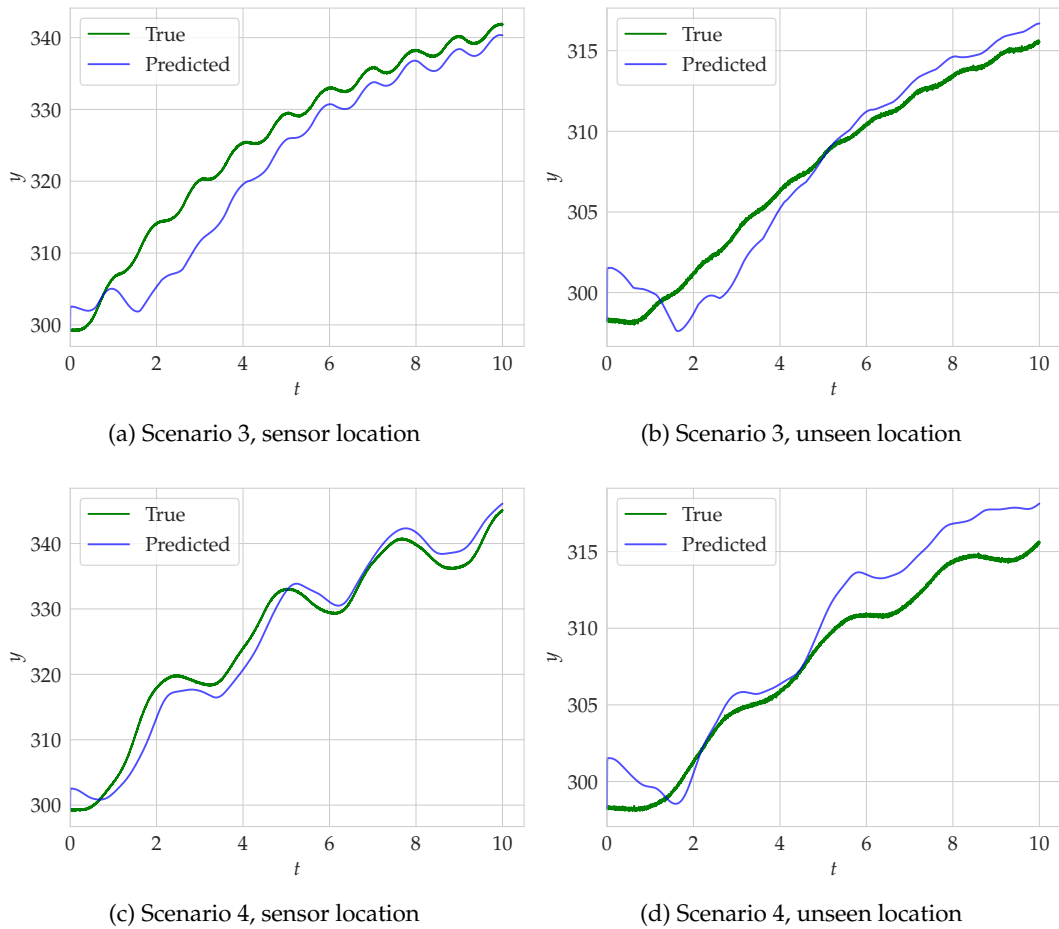 True
Predicted
340
330
320
310
300
y
0 2 4 6 8 10
t
(a) Scenario 3, sensor location
True
Predicted
315
310
305
300
y
0 2 4 6 8 10
t
(b) Scenario 3, unseen location
True
Predicted
340
330
320
310
300
y
0 2 4 6 8 10
t
(c) Scenario 4, sensor location
True
Predicted
315
310
305
300
y
0 2 4 6 8 10
t
(d) Scenario 4, unseen location